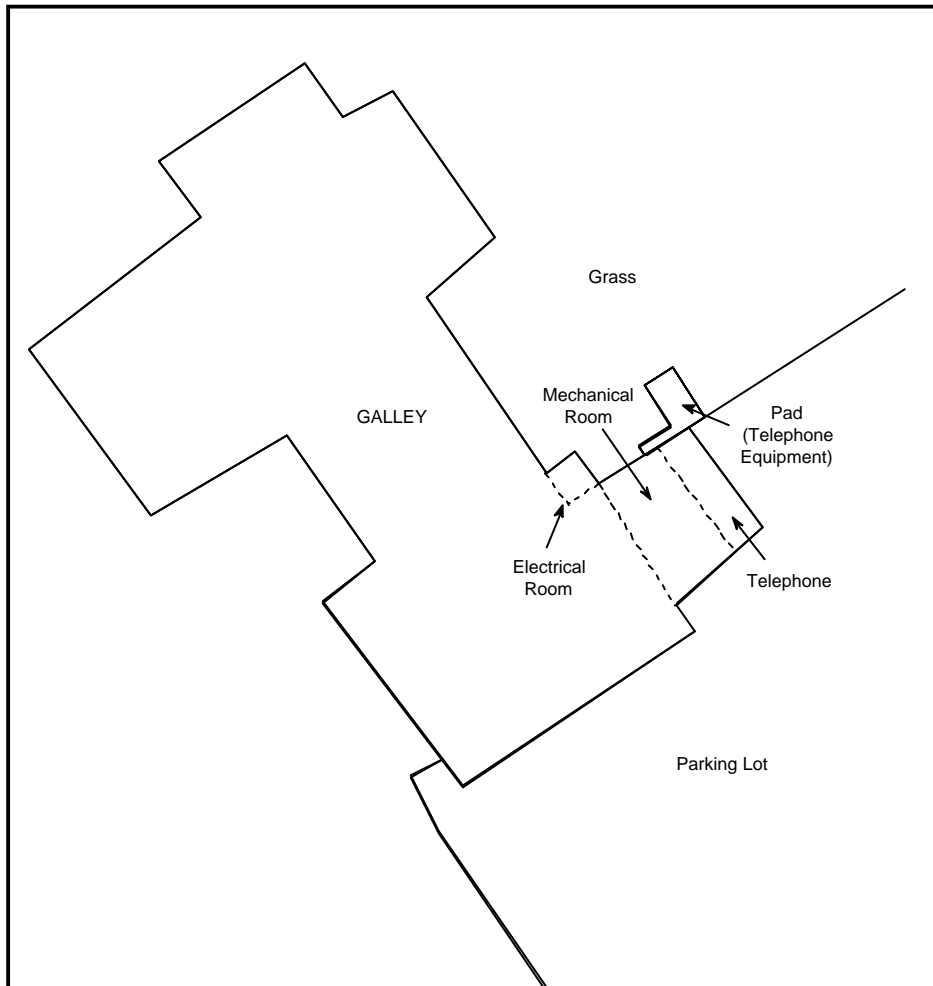 Grass
Mechanical
Room
GALLEY
Pad
(Telephone
Equipment)
Electrical
Room
Telephone
Parking Lot